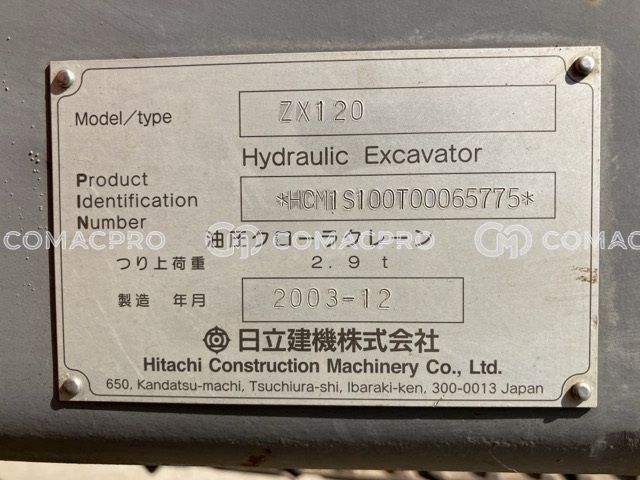 Model/type ZX120
Hydraulic Excavator
Product
Identification *HCM1S100T00065775*
Number
COMACPRO COMACPRO
油圧クローラクレーン
つり上荷重 2.9 t
製造 年月 2003-12
日立建機株式会社
Hitachi Construction Machinery Co., Ltd.
650, Kandatsu-machi, Tsuchiura-shi, Ibaraki-ken, 300-0013 Japan